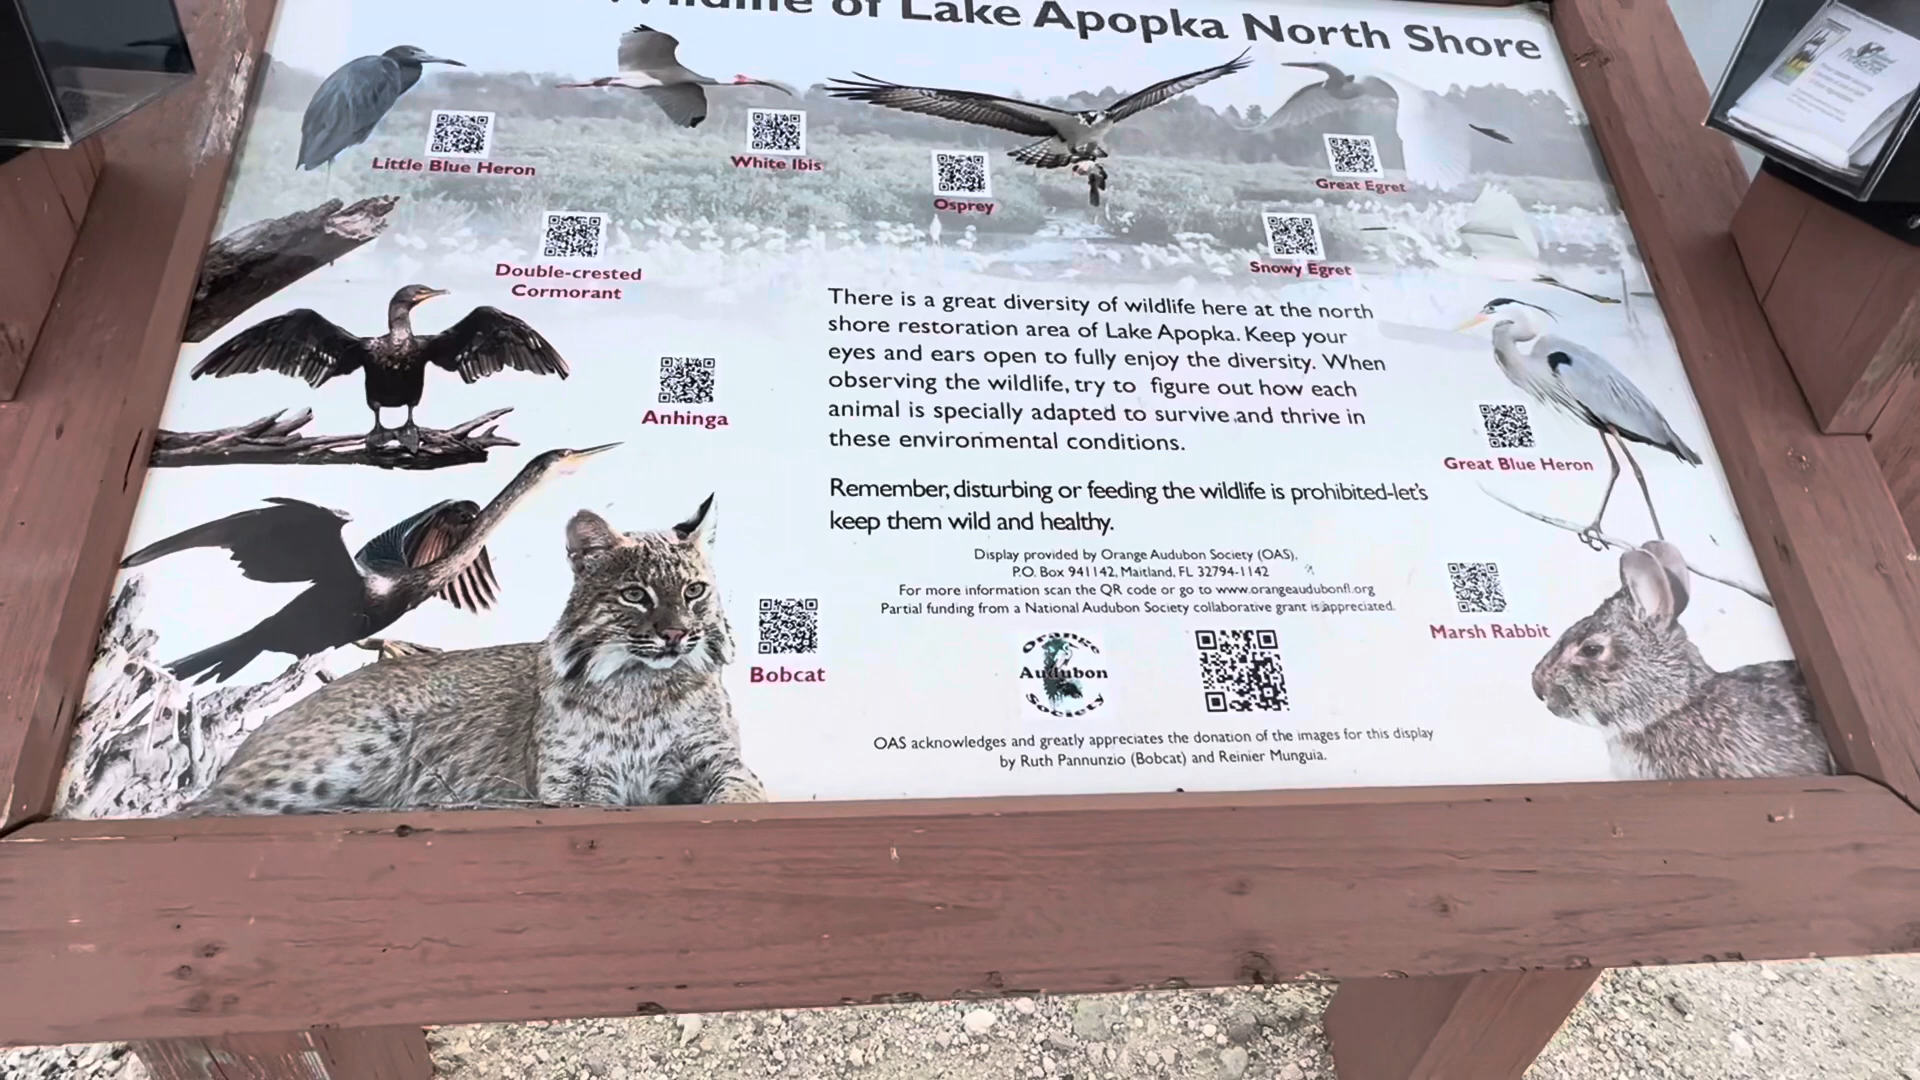 Wildlife of Lake Apopka North Shore
Little Blue Heron
White Ibis
Osprey
Great Egret
Double-crested
Cormorant
Snowy Egret
Anhinga
There is a great diversity of wildlife here at the north
shore restoration area of Lake Apopka. Keep your
eyes and ears open to fully enjoy the diversity. When
observing the wildlife, try to figure out how each
animal is specially adapted to survive and thrive in
these environmental conditions.
Great Blue Heron
Remember, disturbing or feeding the wildlife is prohibited-let's
keep them wild and healthy.
Display provided by Orange Audubon Society (OAS),
P.O. Box 941142, Maitland, FL 32794-1142
For more information scan the QR code or go to www.orangeaudubonfl.org
Partial funding from a National Audubon Society collaborative grant is appreciated.
Bobcat
Marsh Rabbit
Orange
Audubon
Society
OAS acknowledges and greatly appreciates the donation of the images for this display
by Ruth Pannunzio (Bobcat) and Reinier Munguia.